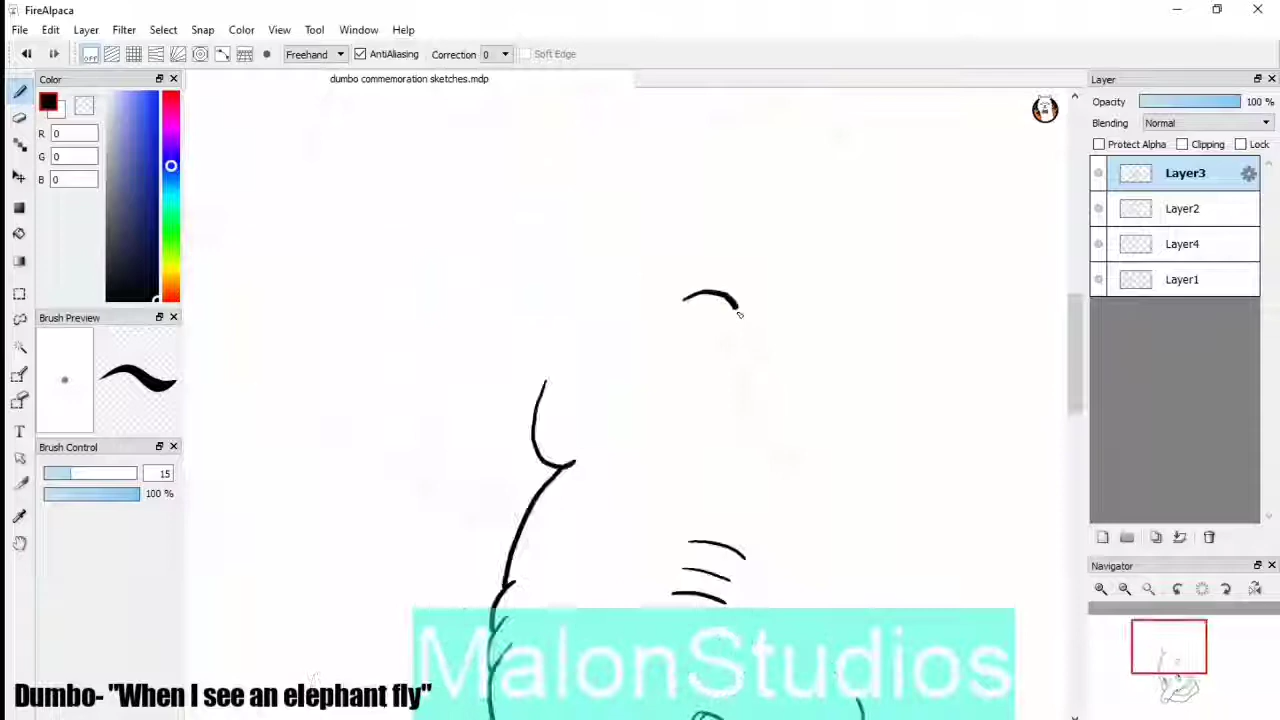 FireAlpaca
File Edit Layer Filter Select Snap Color View Tool Window Help
OFF Freehand AntiAliasing Correction 0 Soft Edge
Color
dumbo commemoration sketches.mdp
Layer
R 0
G 0
B 0
Opacity 100 %
Blending Normal
Protect Alpha Clipping Lock
Layer3
Layer2
Layer4
Layer1
Brush Preview
Brush Control
15
100 %
Navigator
MalonStudios
Dumbo- "When I see an elephant fly"